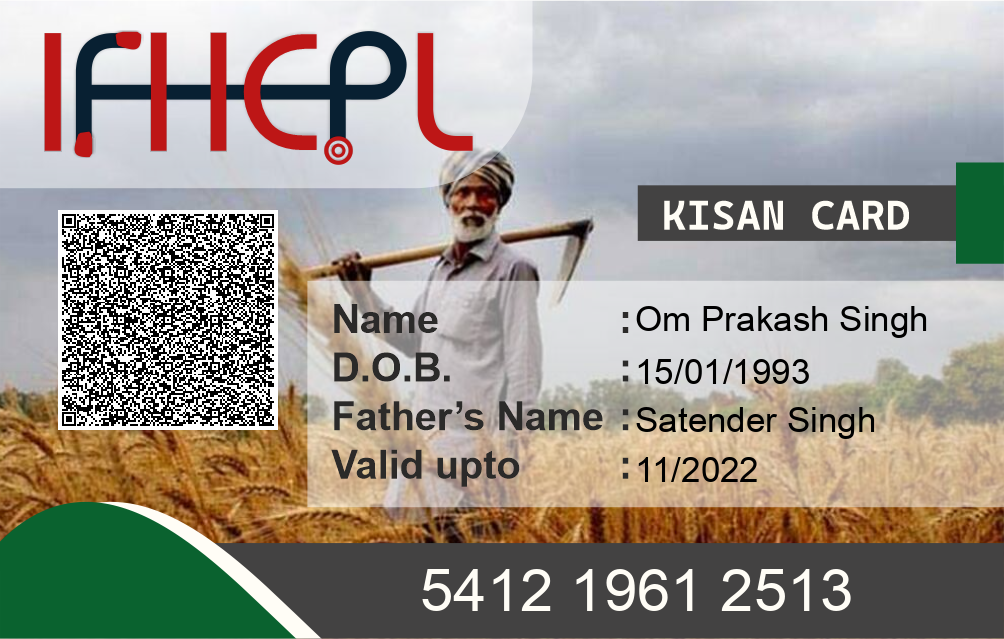 IFHEPL
KISAN CARD
Name : Om Prakash Singh
D.O.B. : 15/01/1993
Father’s Name : Satender Singh
Valid upto : 11/2022
5412 1961 2513